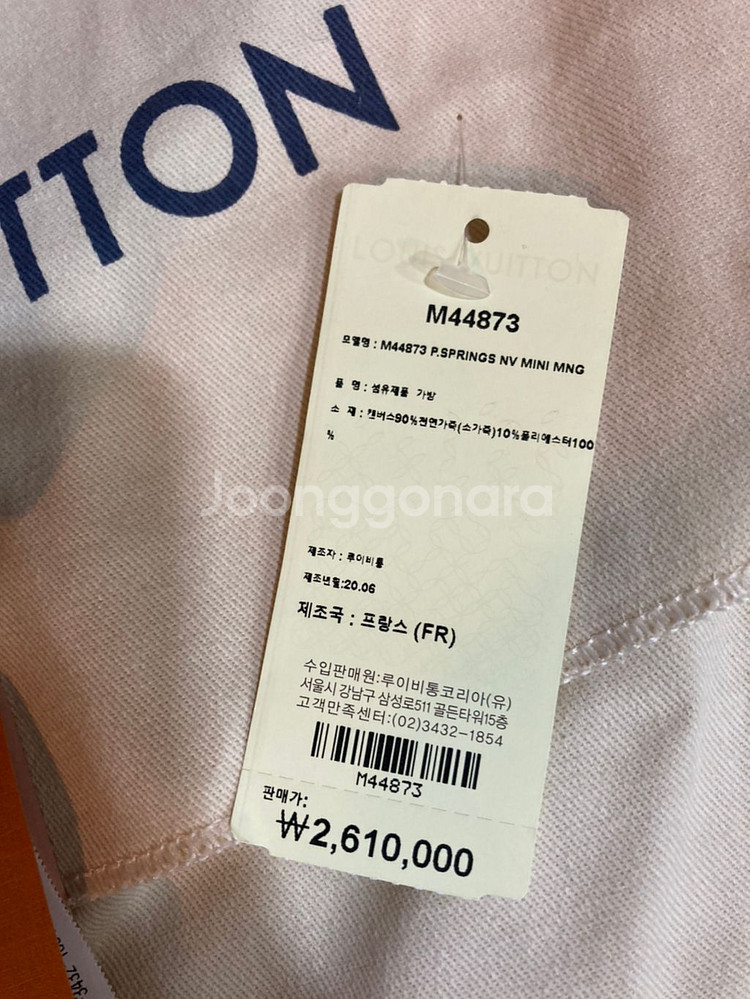 TTON
LOUIS VUITTON
M44873
모델명 : M44873 P.SPRINGS NV MINI MNG
품 명 : 섬유제품 가방
소 재 : 캔버스90%천연가죽(소가죽)10%폴리에스터100
%
Joonggonara
제조자 : 루이비통
제조년월:20.06
제조국 : 프랑스 (FR)
수입판매원:루이비통코리아(유)
서울시 강남구 삼성로511 골든타워15층
고객만족센터:(02)3432-1854
M44873
판매가:
₩2,610,000